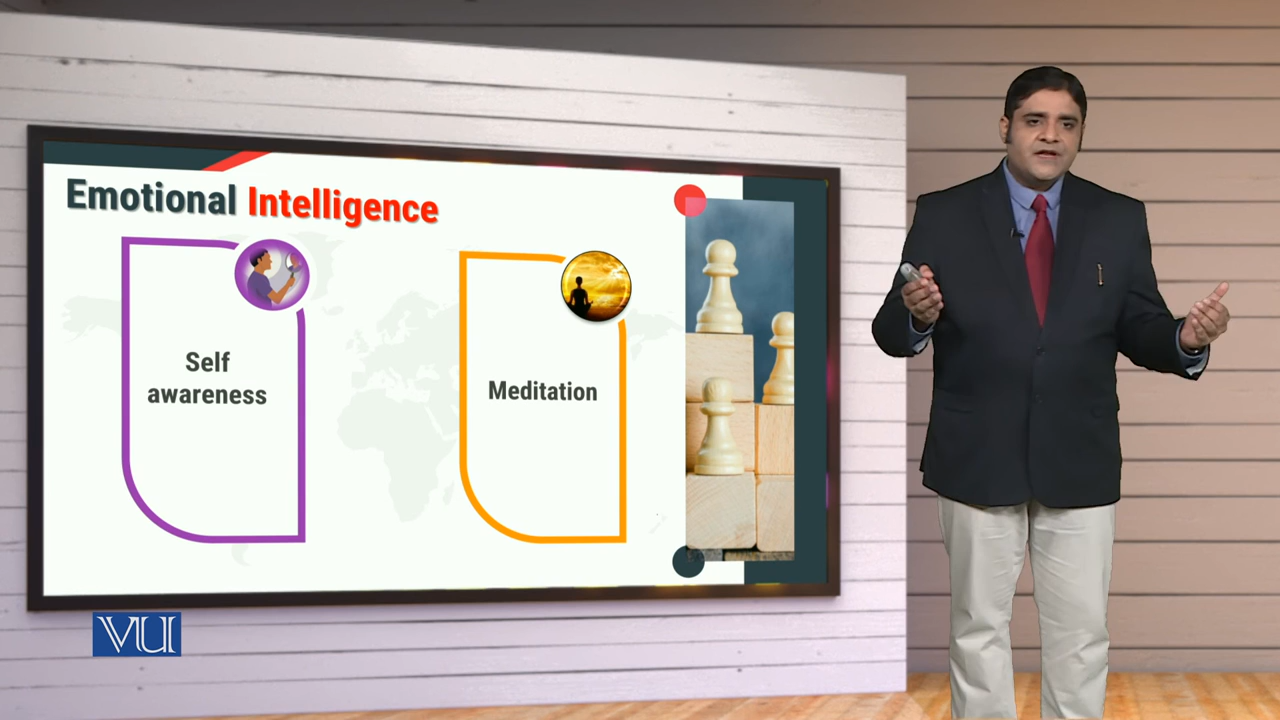 Emotional Intelligence
Self
awareness
Meditation
VU